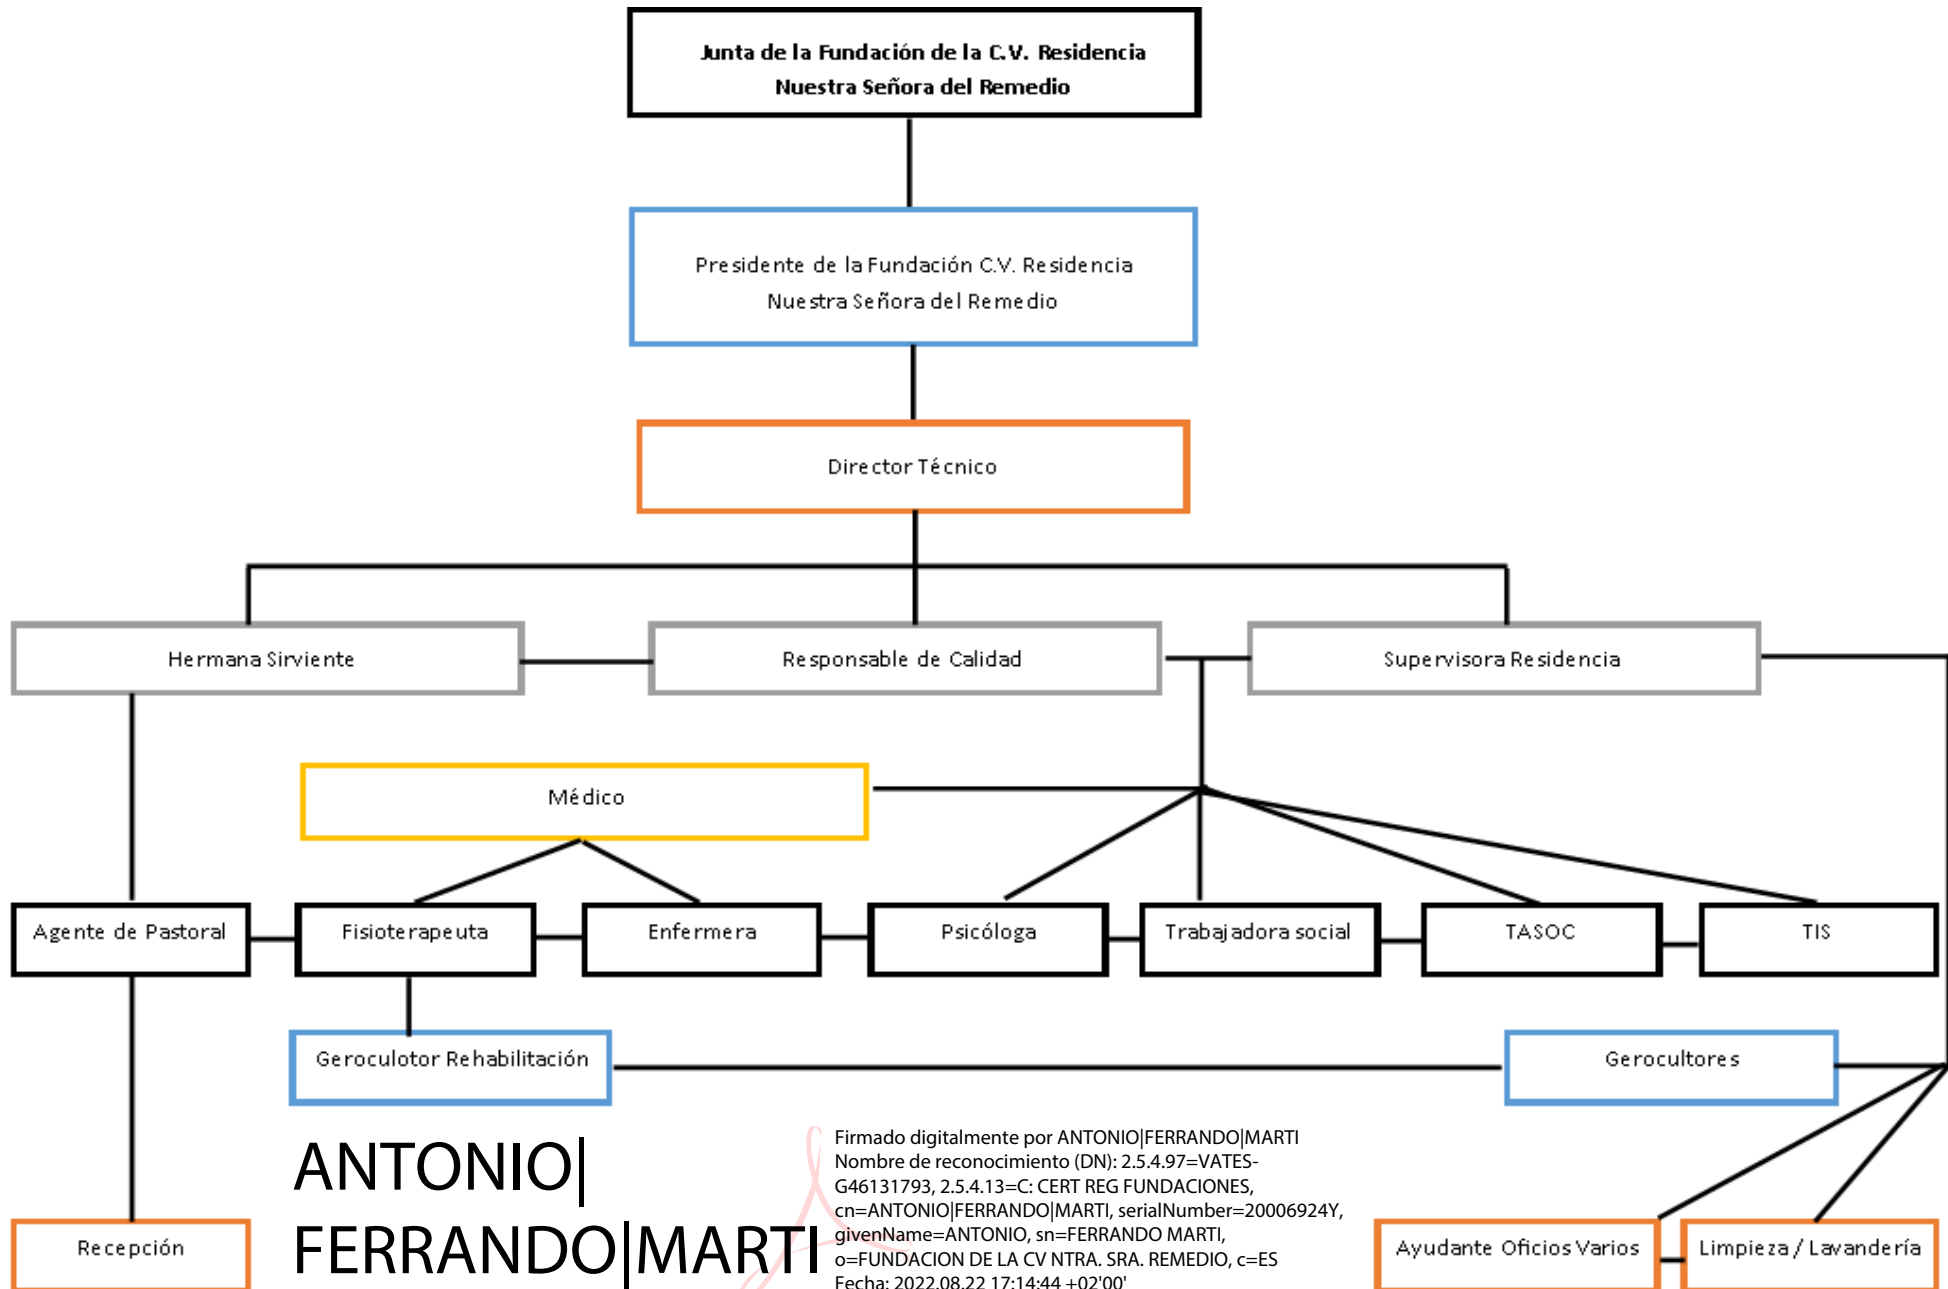 Junta de la Fundación de la C.V. Residencia
Nuestra Señora del Remedio
Presidente de la Fundación C.V. Residencia
Nuestra Señora del Remedio
Director Técnico
Hermana Sirviente
Responsable de Calidad
Supervisora Residencia
Médico
Agente de Pastoral
Fisioterapeuta
Enfermera
Psicóloga
Trabajadora social
TASOC
TIS
Geroculotor Rehabilitación
Gerocultores
ANTONIO|
FERRANDO|MARTI
Firmado digitalmente por ANTONIO|FERRANDO|MARTI
Nombre de reconocimiento (DN): 2.5.4.97=VATES-
G46131793, 2.5.4.13=C: CERT REG FUNDACIONES,
cn=ANTONIO|FERRANDO|MARTI, serialNumber=20006924Y,
givenName=ANTONIO, sn=FERRANDO MARTI,
o=FUNDACION DE LA CV NTRA. SRA. REMEDIO, c=ES
Fecha: 2022.08.22 17:14:44 +02'00'
Recepción
Ayudante Oficios Varios
Limpieza / Lavandería